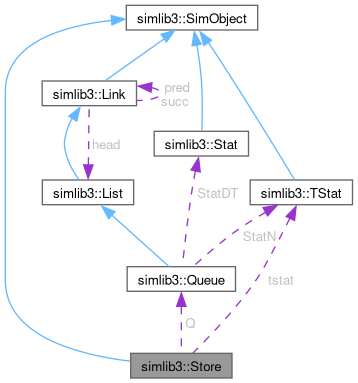 simlib3::SimObject
simlib3::Link
pred
succ
simlib3::Stat
head
simlib3::List
StatDT
simlib3::TStat
StatN
simlib3::Queue
tstat
Q
simlib3::Store